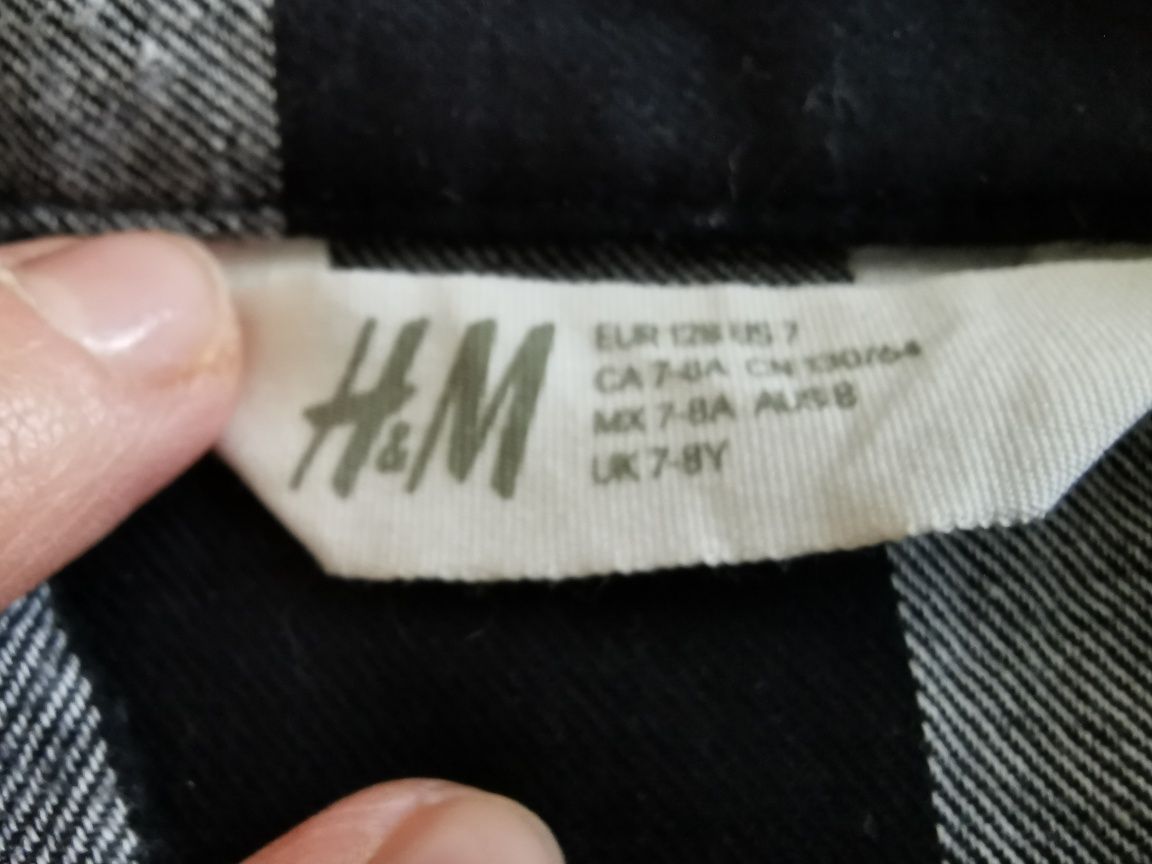 H&M
EUR 128 US 7
CA 7-8A CN 130/64
MX 7-8A AUS 8
UK 7-8Y